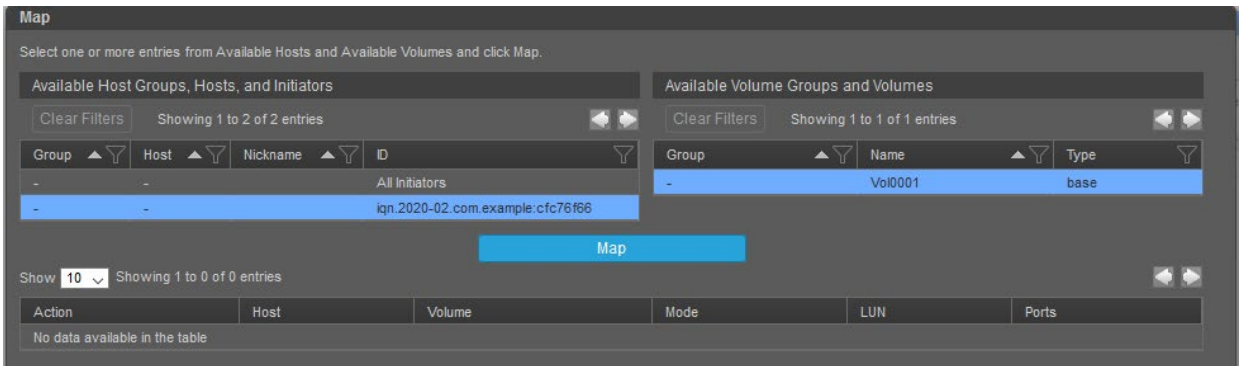 Map
Select one or more entries from Available Hosts and Available Volumes and click Map.
Available Host Groups, Hosts, and Initiators
Available Volume Groups and Volumes
Clear Filters Showing 1 to 2 of 2 entries
Clear Filters Showing 1 to 1 of 1 entries
Group Host Nickname ID
Group Name Type
- - All Initiators
- Vol0001 base
- - iqn.2020-02.com.example:cfc76f66
Map
Show 10 Showing 1 to 0 of 0 entries
Action Host Volume Mode LUN Ports
No data available in the table